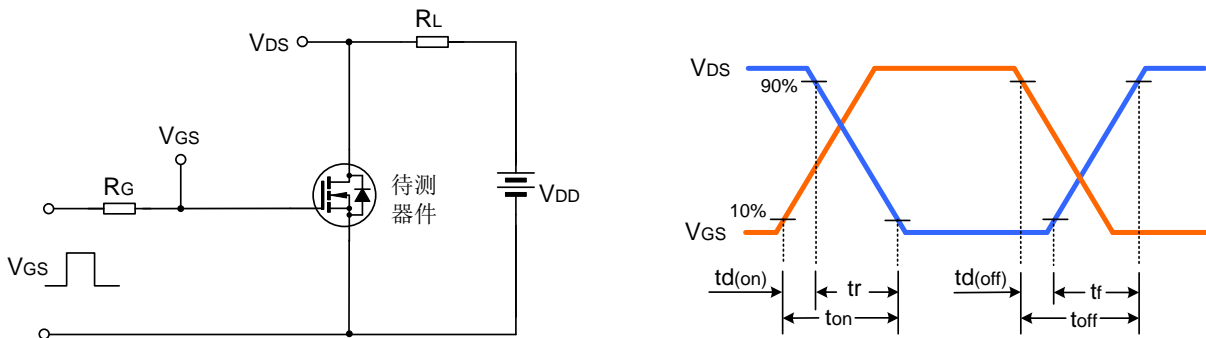 RL
VDS
VGS
RG
待测
器件
VDD
VGS
VDS
90%
10%
VGS
td(on)
tr
td(off)
tf
ton
toff